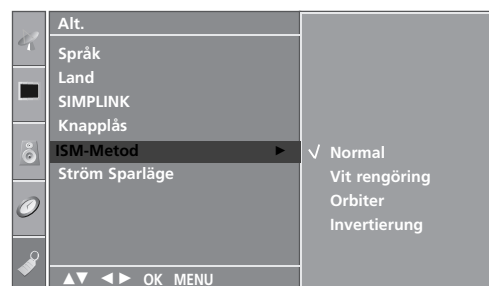 Alt.
Språk
Land
SIMPLINK
Knapplås
ISM-Metod ►
Ström Sparläge
√ Normal
Vit rengöring
Orbiter
Invertierung
▲▼ ◄► OK MENU